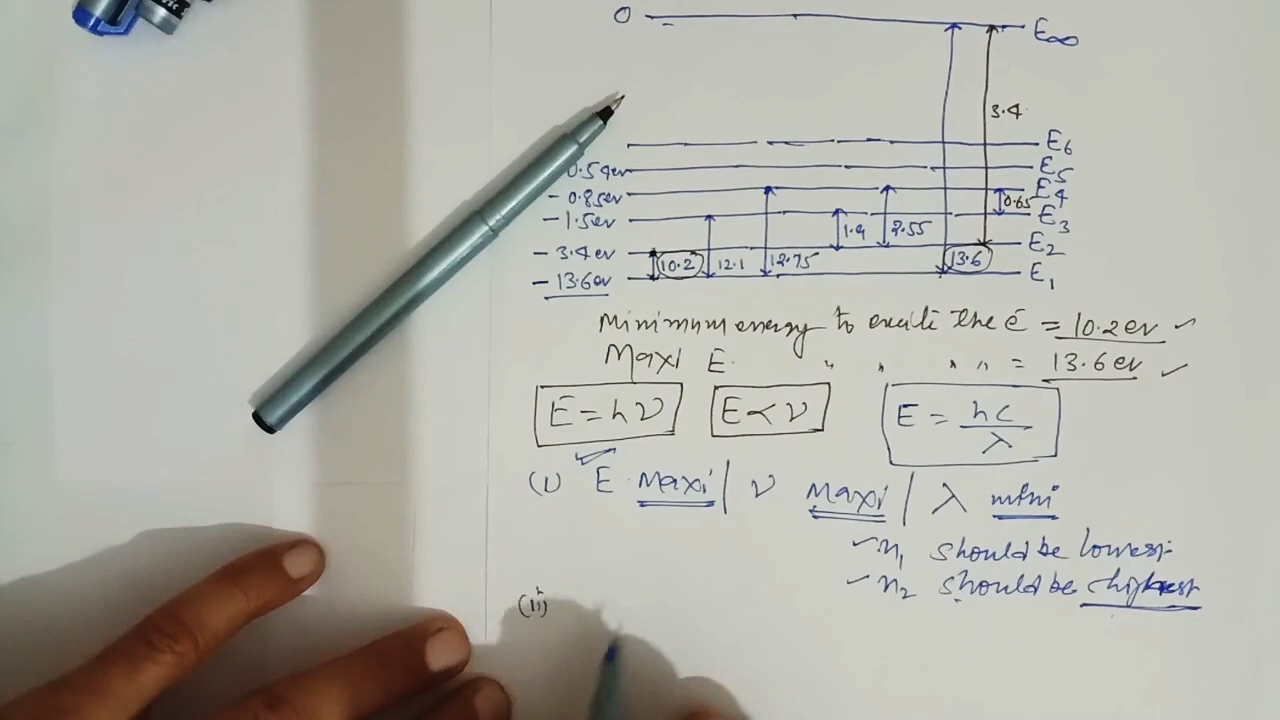 0 E∞
3.4
E6
0.54ev E5
- 0.85ev E4
0.65
- 1.5ev E3
1.9 2.55
- 3.4ev E2
10.2 12.1 12.75 13.6
- 13.6ev E1
Minimum energy to excite the e = 10.2ev ✓
Maxi E. " " " " = 13.6ev ✓
E = hν E ∝ ν E = hc/λ
(1) E Maxi | ν Maxi | λ mini
✓ n1 should be lowest
✓ n2 should be highest
(ii)